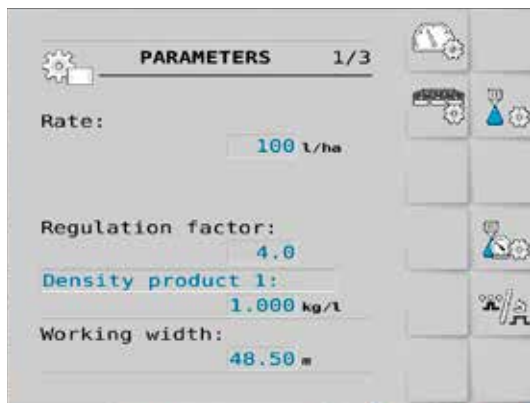 PARAMETERS 1/3
Rate:
100 l/ha
Regulation factor:
4.0
Density product 1:
1.000 kg/l
Working width:
48.50 m